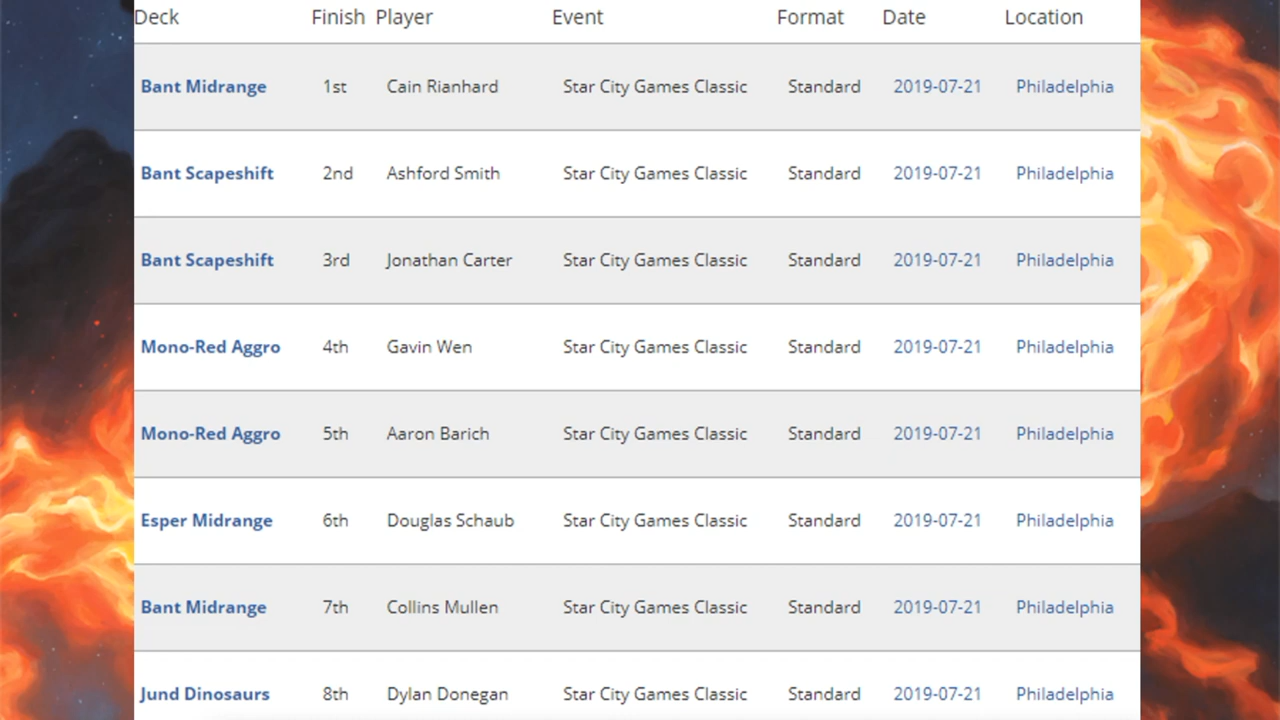 Deck Finish Player Event Format Date Location
Bant Midrange 1st Cain Rianhard Star City Games Classic Standard 2019-07-21 Philadelphia
Bant Scapeshift 2nd Ashford Smith Star City Games Classic Standard 2019-07-21 Philadelphia
Bant Scapeshift 3rd Jonathan Carter Star City Games Classic Standard 2019-07-21 Philadelphia
Mono-Red Aggro 4th Gavin Wen Star City Games Classic Standard 2019-07-21 Philadelphia
Mono-Red Aggro 5th Aaron Barich Star City Games Classic Standard 2019-07-21 Philadelphia
Esper Midrange 6th Douglas Schaub Star City Games Classic Standard 2019-07-21 Philadelphia
Bant Midrange 7th Collins Mullen Star City Games Classic Standard 2019-07-21 Philadelphia
Jund Dinosaurs 8th Dylan Donegan Star City Games Classic Standard 2019-07-21 Philadelphia